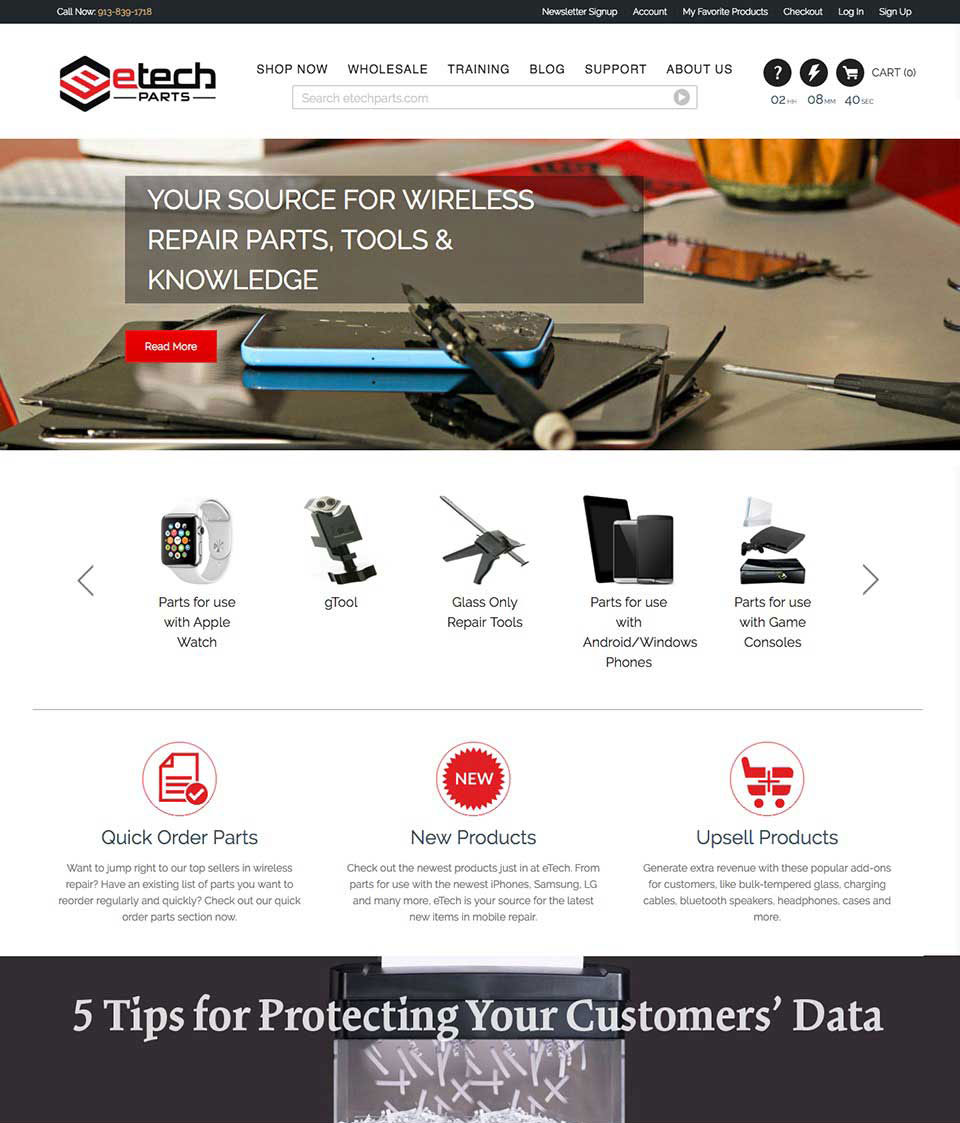 Call Now: 913-839-1718
Newsletter Signup Account My Favorite Products Checkout Log In Sign Up
etech
PARTS
SHOP NOW WHOLESALE TRAINING BLOG SUPPORT ABOUT US
? CART (0)
Search etechparts.com
02 HH 08 MM 40 SEC
YOUR SOURCE FOR WIRELESS
REPAIR PARTS, TOOLS &
KNOWLEDGE
Read More
Parts for use
with Apple
Watch
gTool
Glass Only
Repair Tools
Parts for use
with
Android/Windows
Phones
Parts for use
with Game
Consoles
NEW
Quick Order Parts
Want to jump right to our top sellers in wireless
repair? Have an existing list of parts you want to
reorder regularly and quickly? Check out our quick
order parts section now.
New Products
Check out the newest products just in at eTech. From
parts for use with the newest iPhones, Samsung, LG
and many more, eTech is your source for the latest
new items in mobile repair.
Upsell Products
Generate extra revenue with these popular add-ons
for customers, like bulk-tempered glass, charging
cables, bluetooth speakers, headphones, cases and
more.
5 Tips for Protecting Your Customers’ Data